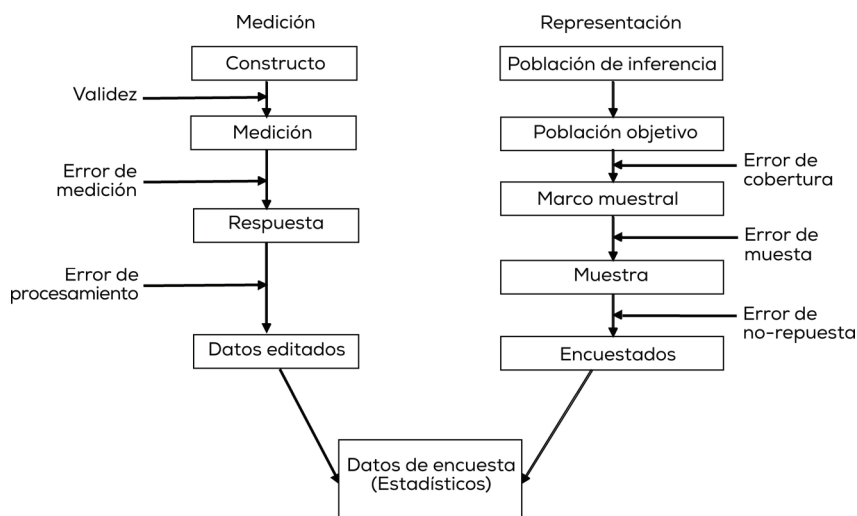 Medición
Constructo
Validez
Medición
Error de
medición
Respuesta
Error de
procesamiento
Datos editados
Representación
Población de inferencia
Población objetivo
Error de
cobertura
Marco muestral
Error de
muesta
Muestra
Error de
no-repuesta
Encuestados
Datos de encuesta
(Estadísticos)